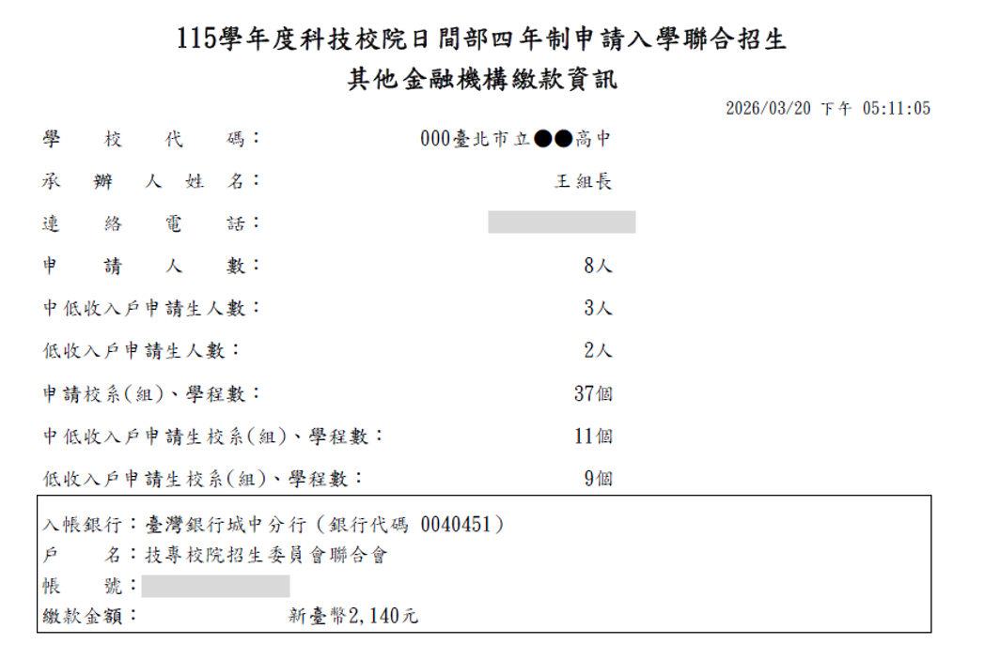 115學年度科技校院日間部四年制申請入學聯合招生
其他金融機構繳款資訊
2026/03/20 下午 05:11:05
學校代碼： 000臺北市立●●高中
承辦人姓名： 王組長
連絡電話：
申請人數： 8人
中低收入戶申請生人數： 3人
低收入戶申請生人數： 2人
申請校系(組)、學程數： 37個
中低收入戶申請生校系(組)、學程數： 11個
低收入戶申請生校系(組)、學程數： 9個
入帳銀行：臺灣銀行城中分行（銀行代碼 0040451）
戶名：技專校院招生委員會聯合會
帳號：
繳款金額： 新臺幣2,140元